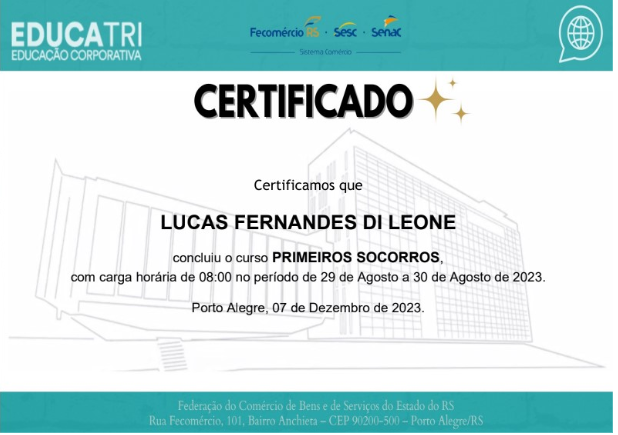 EDUCATRI
EDUCAÇÃO CORPORATIVA
Fecomércio RS · Sesc · Senac
Sistema Comércio
CERTIFICADO
Certificamos que
LUCAS FERNANDES DI LEONE
concluiu o curso PRIMEIROS SOCORROS,
com carga horária de 08:00 no período de 29 de Agosto a 30 de Agosto de 2023.
Porto Alegre, 07 de Dezembro de 2023.
Federação do Comércio de Bens e de Serviços do Estado do RS
Rua Fecomércio, 101, Bairro Anchieta – CEP 90200-500 – Porto Alegre/RS